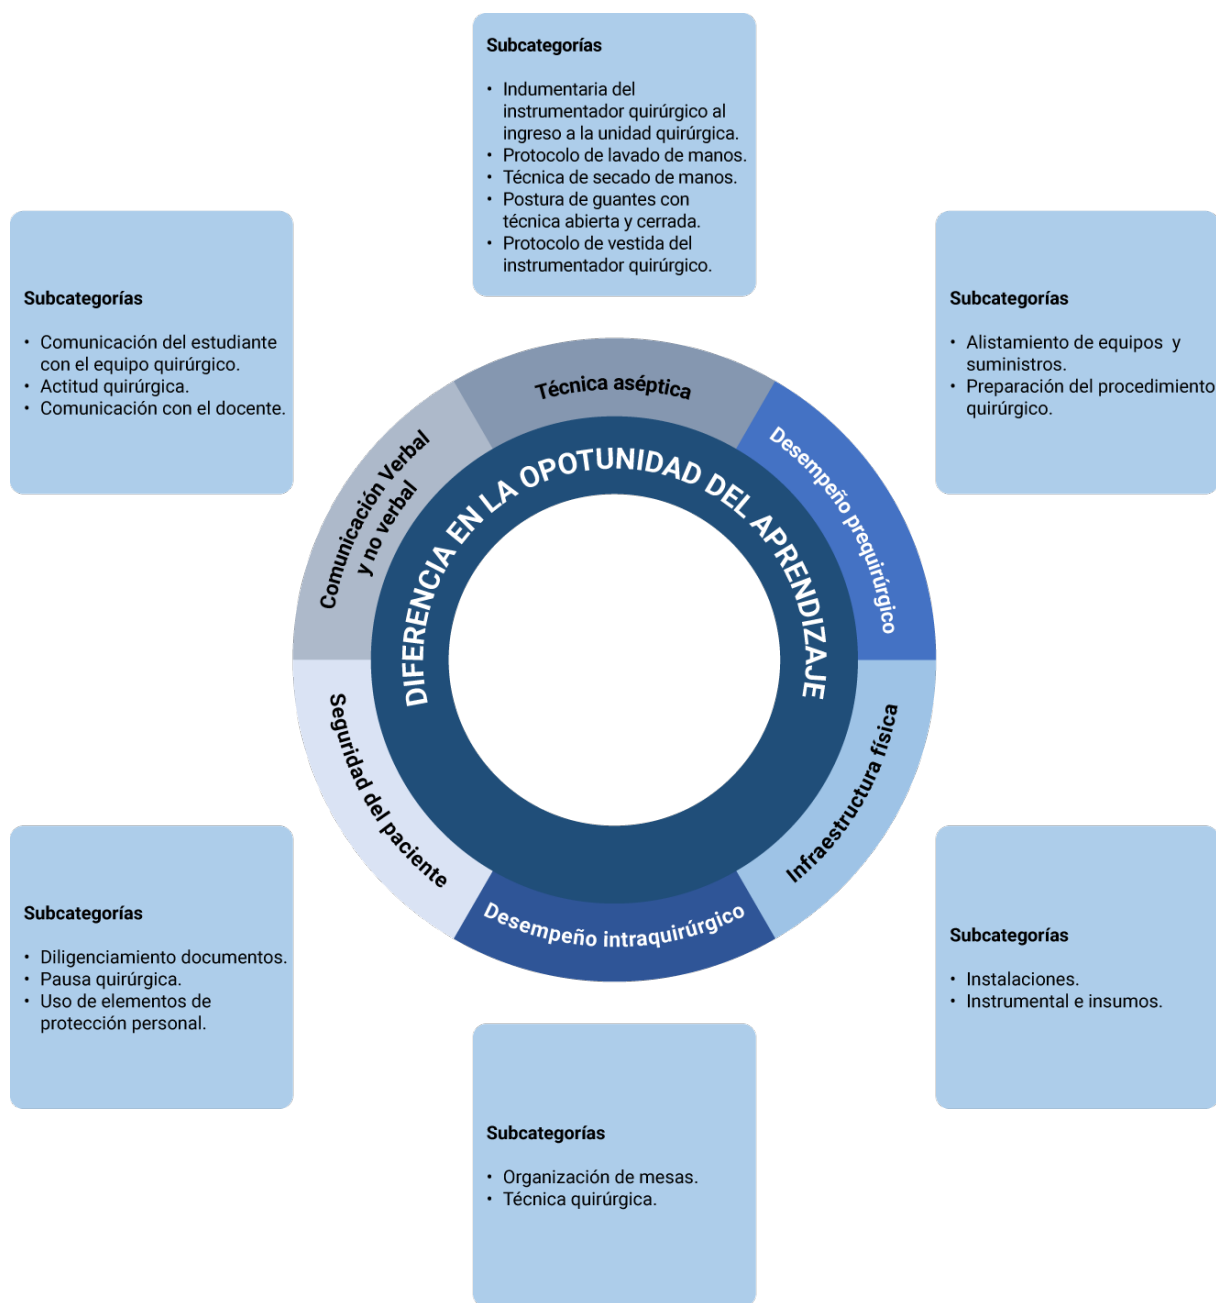 Subcategorías
• Indumentaria del
instrumentador quirúrgico al
ingreso a la unidad quirúrgica.
• Protocolo de lavado de manos.
• Técnica de secado de manos.
• Postura de guantes con
técnica abierta y cerrada.
• Protocolo de vestida del
instrumentador quirúrgico.
Subcategorías
• Comunicación del estudiante
con el equipo quirúrgico.
• Actitud quirúrgica.
• Comunicación con el docente.
Subcategorías
• Alistamiento de equipos y
suministros.
• Preparación del procedimiento
quirúrgico.
Técnica aséptica
Comunicación Verbal
y no verbal
Desempeño prequirúrgico
DIFERENCIA EN LA OPOTUNIDAD DEL APRENDIZAJE
Seguridad del paciente
Infraestructura física
Desempeño intraquirúrgico
Subcategorías
• Diligenciamiento documentos.
• Pausa quirúrgica.
• Uso de elementos de
protección personal.
Subcategorías
• Instalaciones.
• Instrumental e insumos.
Subcategorías
• Organización de mesas.
• Técnica quirúrgica.